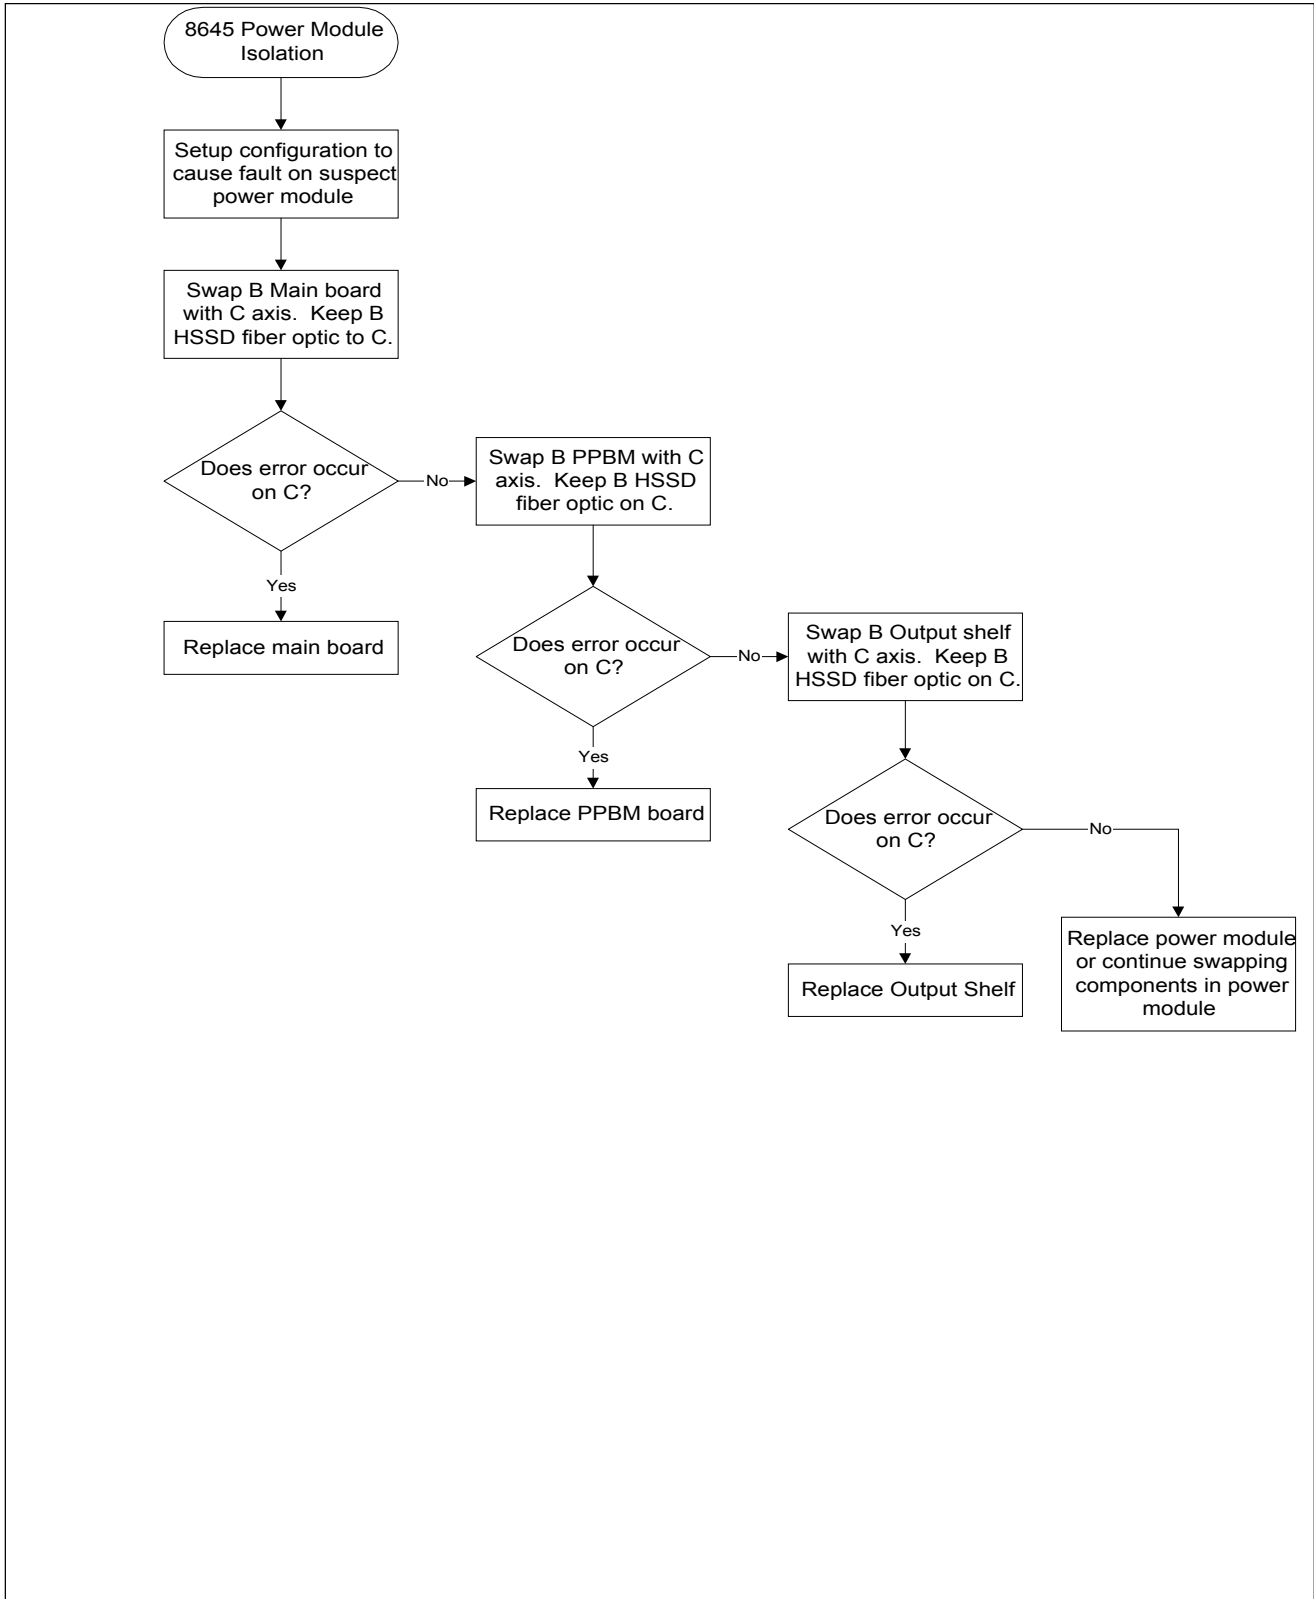 8645 Power Module
Isolation
Setup configuration to
cause fault on suspect
power module
Swap B Main board
with C axis.  Keep B
HSSD fiber optic to C.
Does error occur
on C?
No
Yes
Replace main board
Swap B PPBM with C
axis.  Keep B HSSD
fiber optic on C.
Does error occur
on C?
No
Yes
Replace PPBM board
Swap B Output shelf
with C axis.  Keep B
HSSD fiber optic on C.
Does error occur
on C?
No
Yes
Replace Output Shelf
Replace power module
or continue swapping
components in power
module